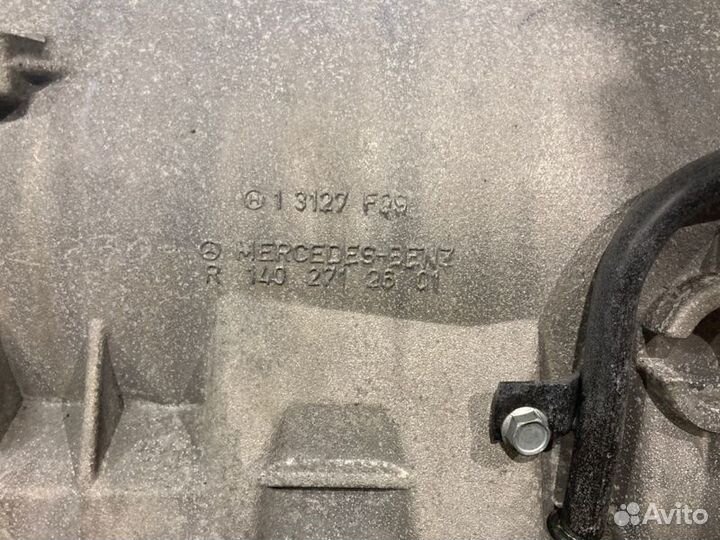 H 1 3127 F39
MERCEDES-BENZ
R 140 271 26 01
Avito